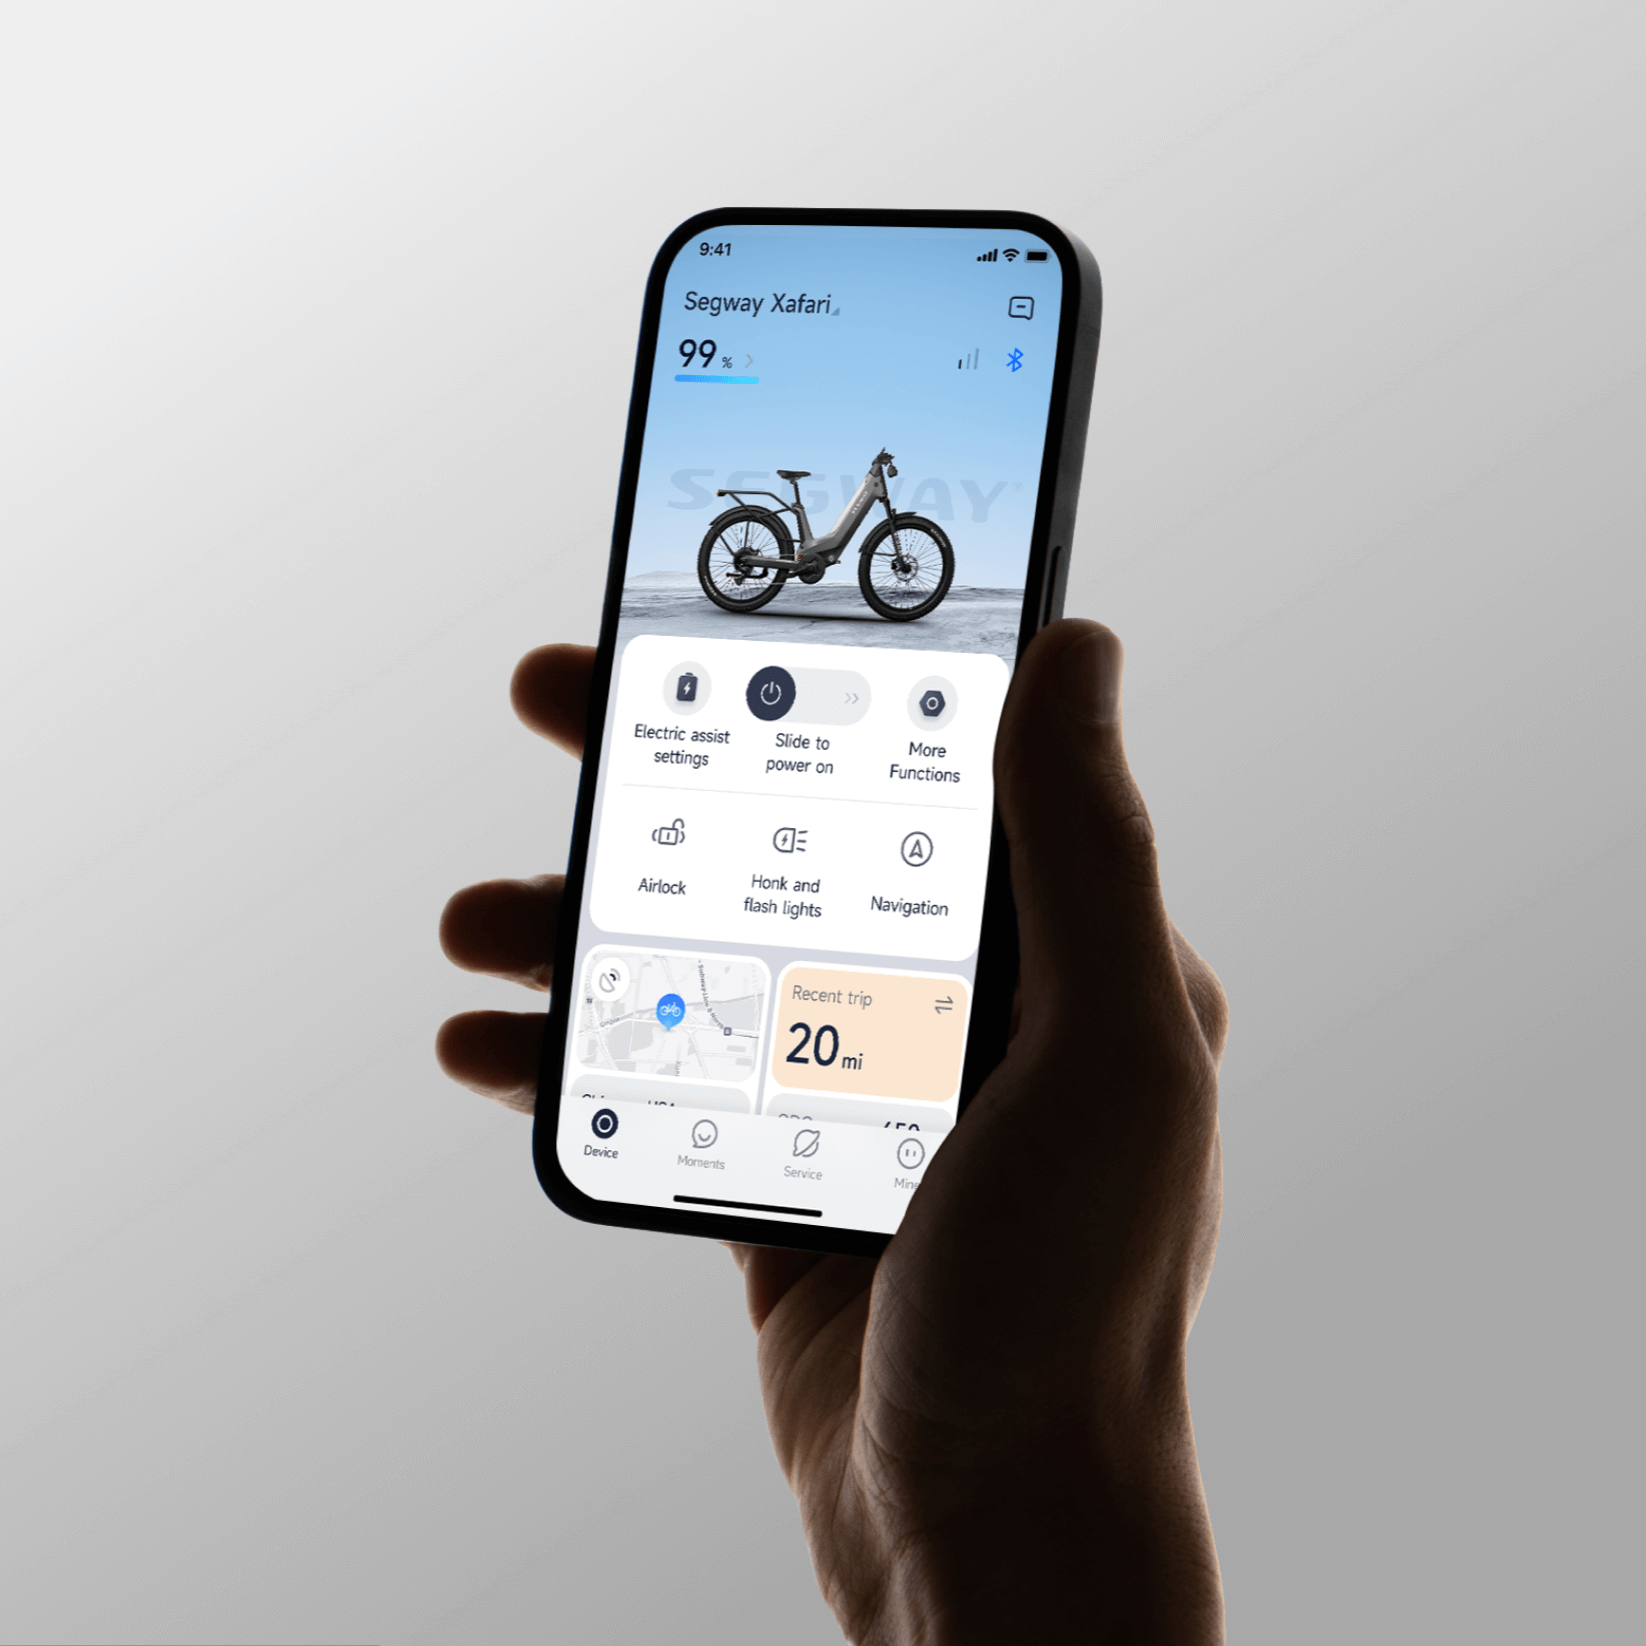 9:41
Segway Xafari
99 %
SEGWAY
Electric assist
settings
Slide to
power on
More
Functions
Airlock
Honk and
flash lights
Navigation
Recent trip
20 mi
Device
Moments
Service
Mine